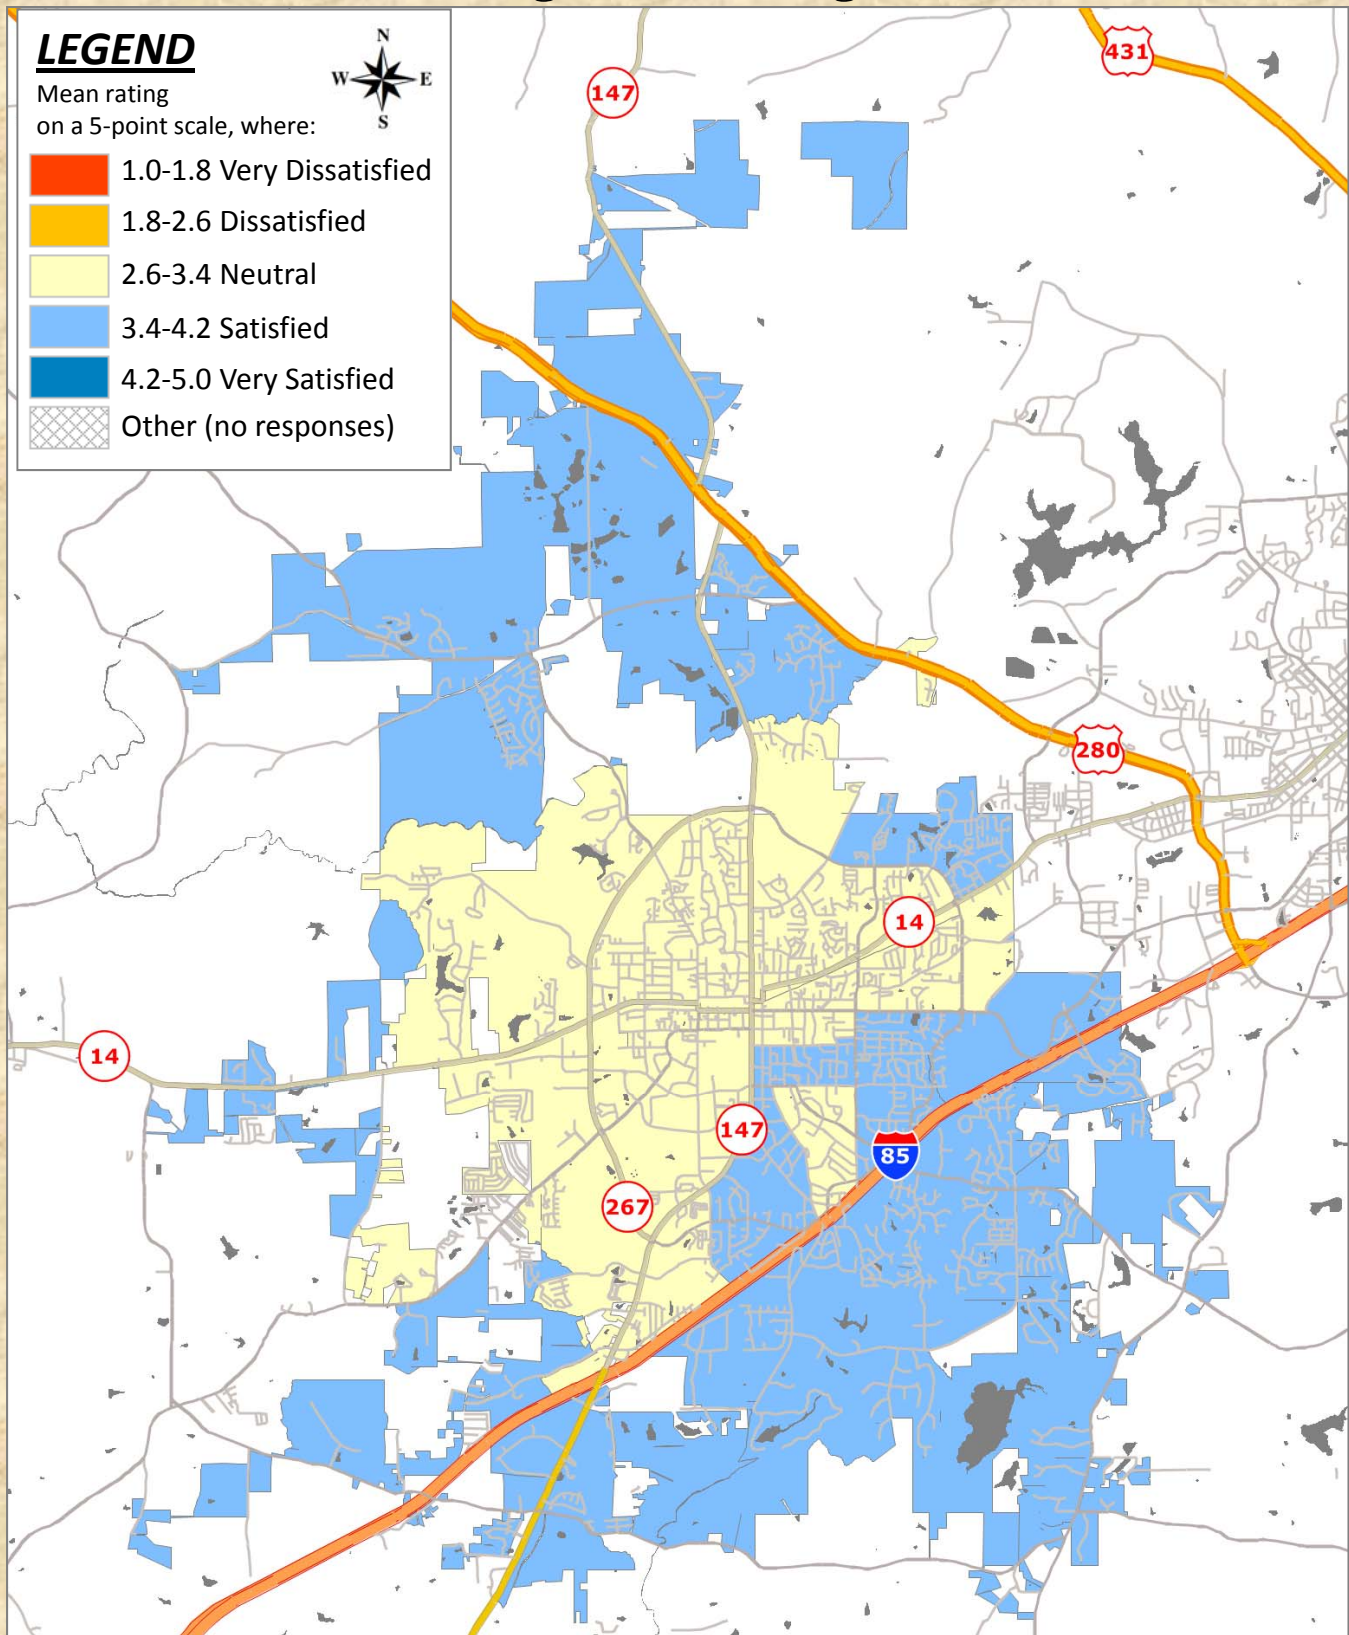 LEGEND
N
W E
S
Mean rating
on a 5-point scale, where:
1.0-1.8 Very Dissatisfied
1.8-2.6 Dissatisfied
2.6-3.4 Neutral
3.4-4.2 Satisfied
4.2-5.0 Very Satisfied
Other (no responses)
431
147
280
14
14
147
85
267